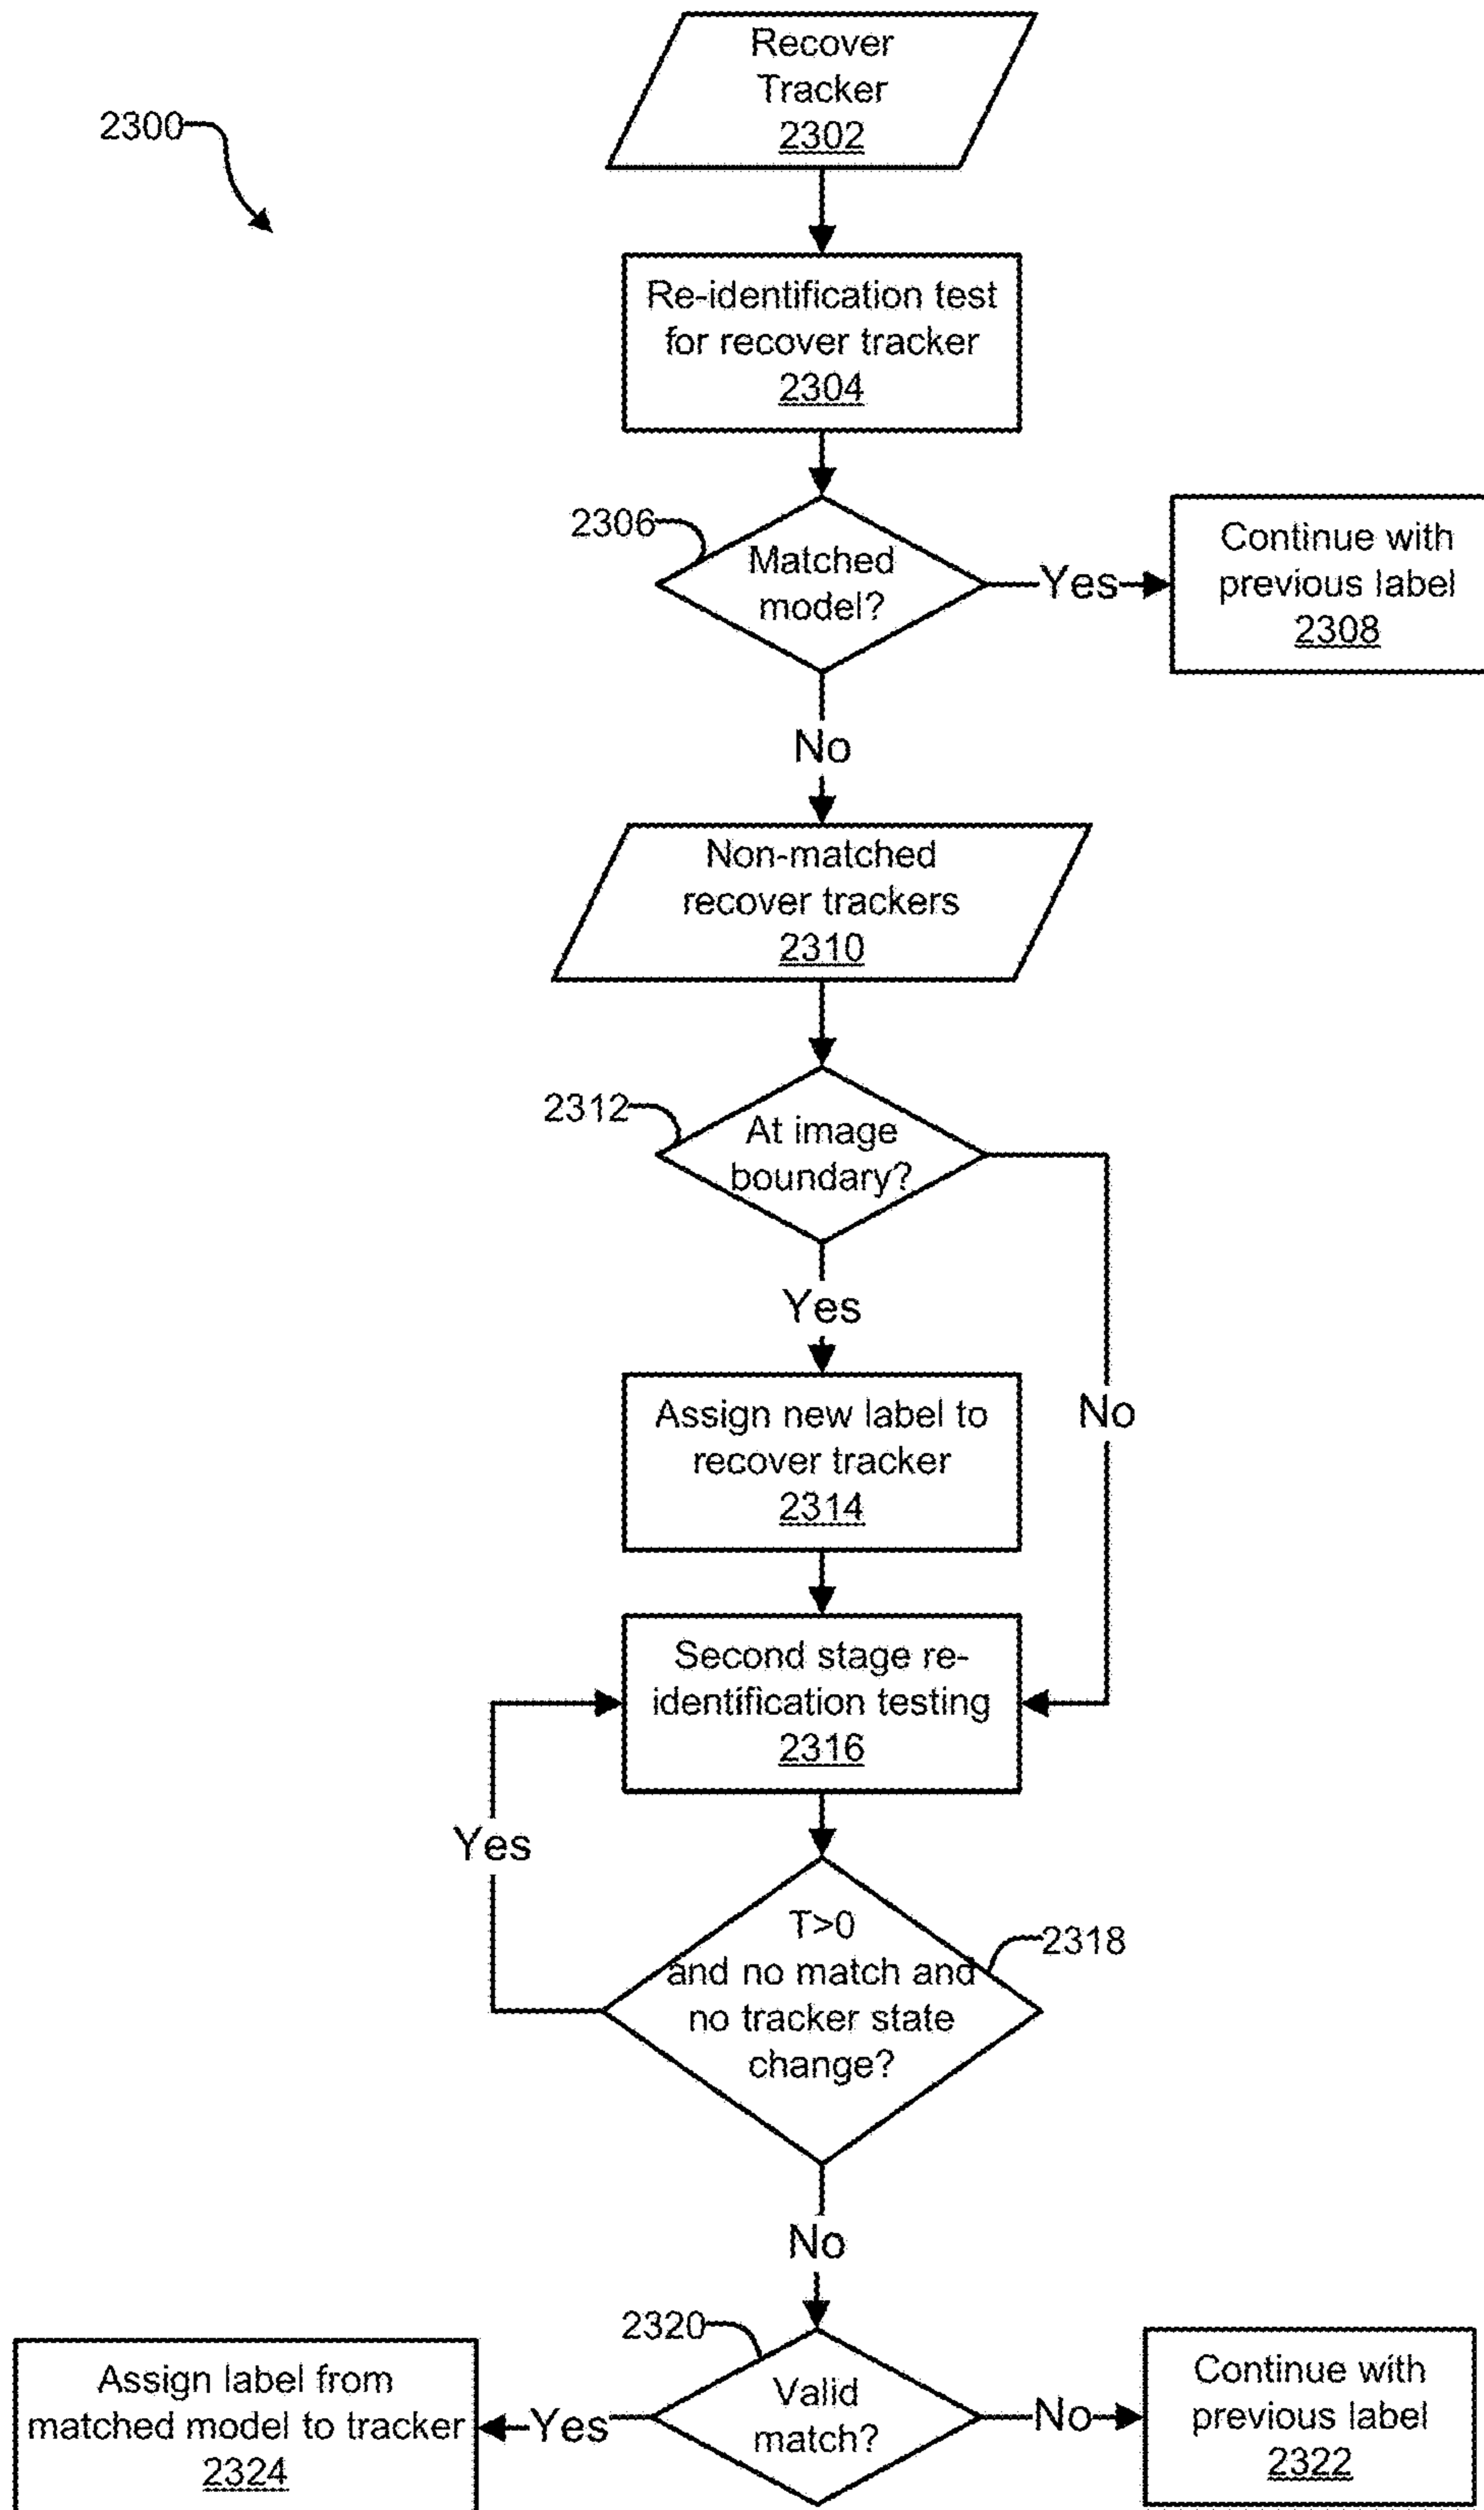 Recover
Tracker
2302
2300
Re-identification test
for recover tracker
2304
2306
Matched
model?
Yes
Continue with
previous label
2308
No
Non-matched
recover trackers
2310
2312
At image
boundary?
Yes
No
Assign new label to
recover tracker
2314
Second stage re-
identification testing
2316
Yes
T>0
and no match and
no tracker state
change?
2318
No
2320
Valid
match?
Yes
Assign label from
matched model to tracker
2324
No
Continue with
previous label
2322